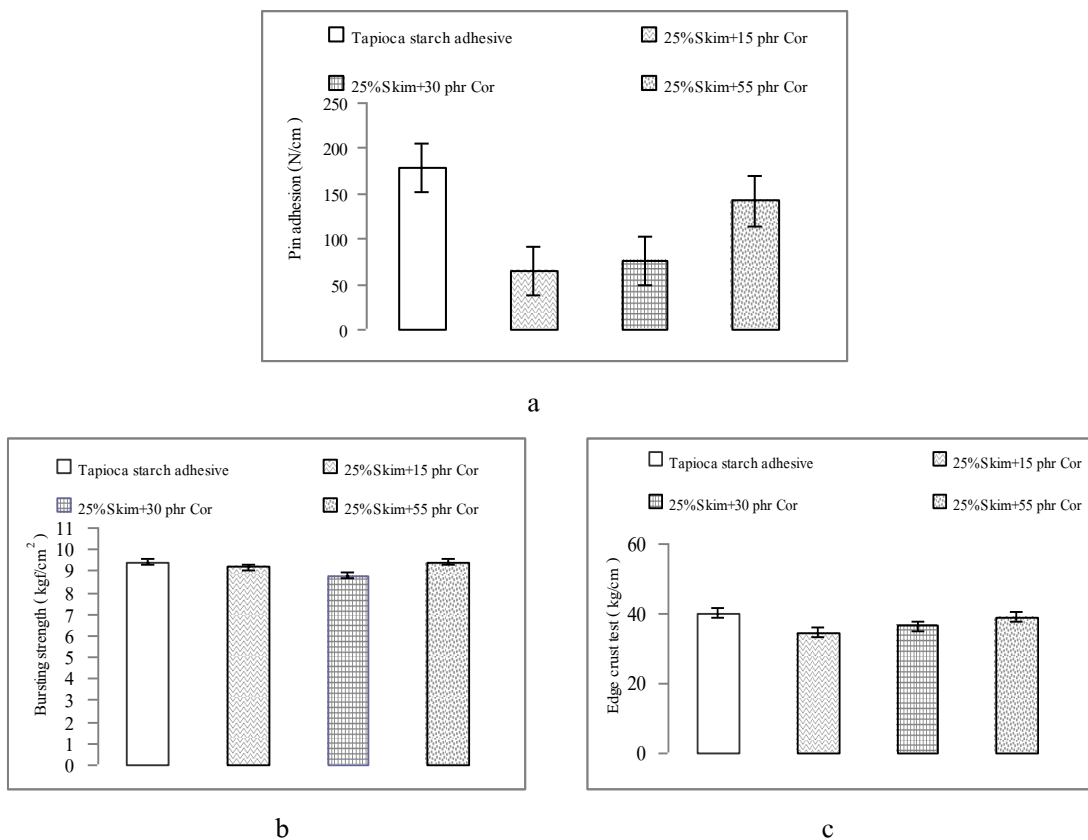 Tapioca starch adhesive
25%Skim+15 phr Cor
25%Skim+30 phr Cor
25%Skim+55 phr Cor
Pin adhesion (N/cm)
250
200
150
100
50
0
a
Tapioca starch adhesive
25%Skim+15 phr Cor
25%Skim+30 phr Cor
25%Skim+55 phr Cor
Bursting strength ( kgf/cm²)
11
10
9
8
7
6
5
4
3
2
1
0
b
Tapioca starch adhesive
25%Skim+15 phr Cor
25%Skim+30 phr Cor
25%Skim+55 phr Cor
Edge crust test ( kg/cm)
60
40
20
0
c